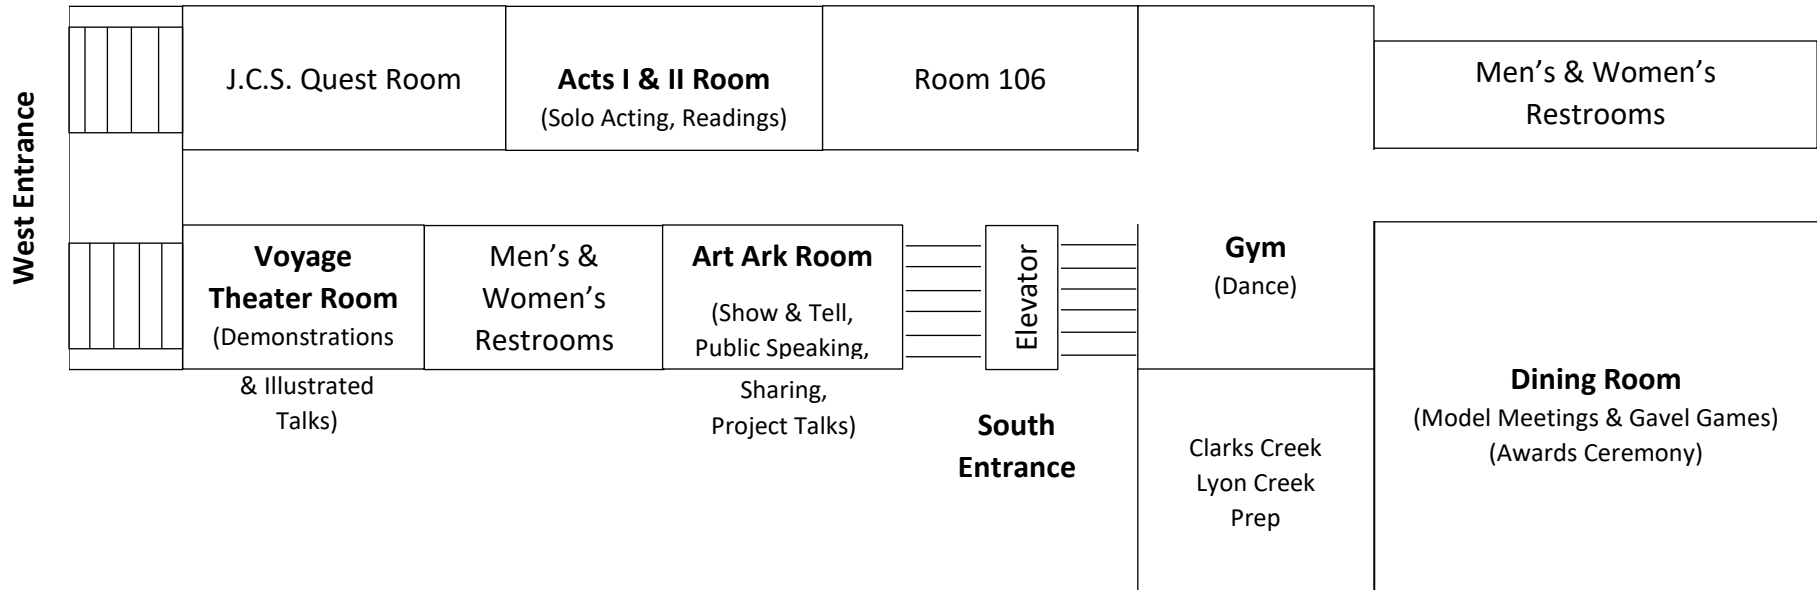 West Entrance
J.C.S. Quest Room
Acts I & II Room
(Solo Acting, Readings)
Room 106
Men’s & Women’s
Restrooms
Voyage
Theater Room
(Demonstrations
& Illustrated
Talks)
Men’s &
Women’s
Restrooms
Art Ark Room
(Show & Tell,
Public Speaking,
Sharing,
Project Talks)
Elevator
South
Entrance
Gym
(Dance)
Clarks Creek
Lyon Creek
Prep
Dining Room
(Model Meetings & Gavel Games)
(Awards Ceremony)